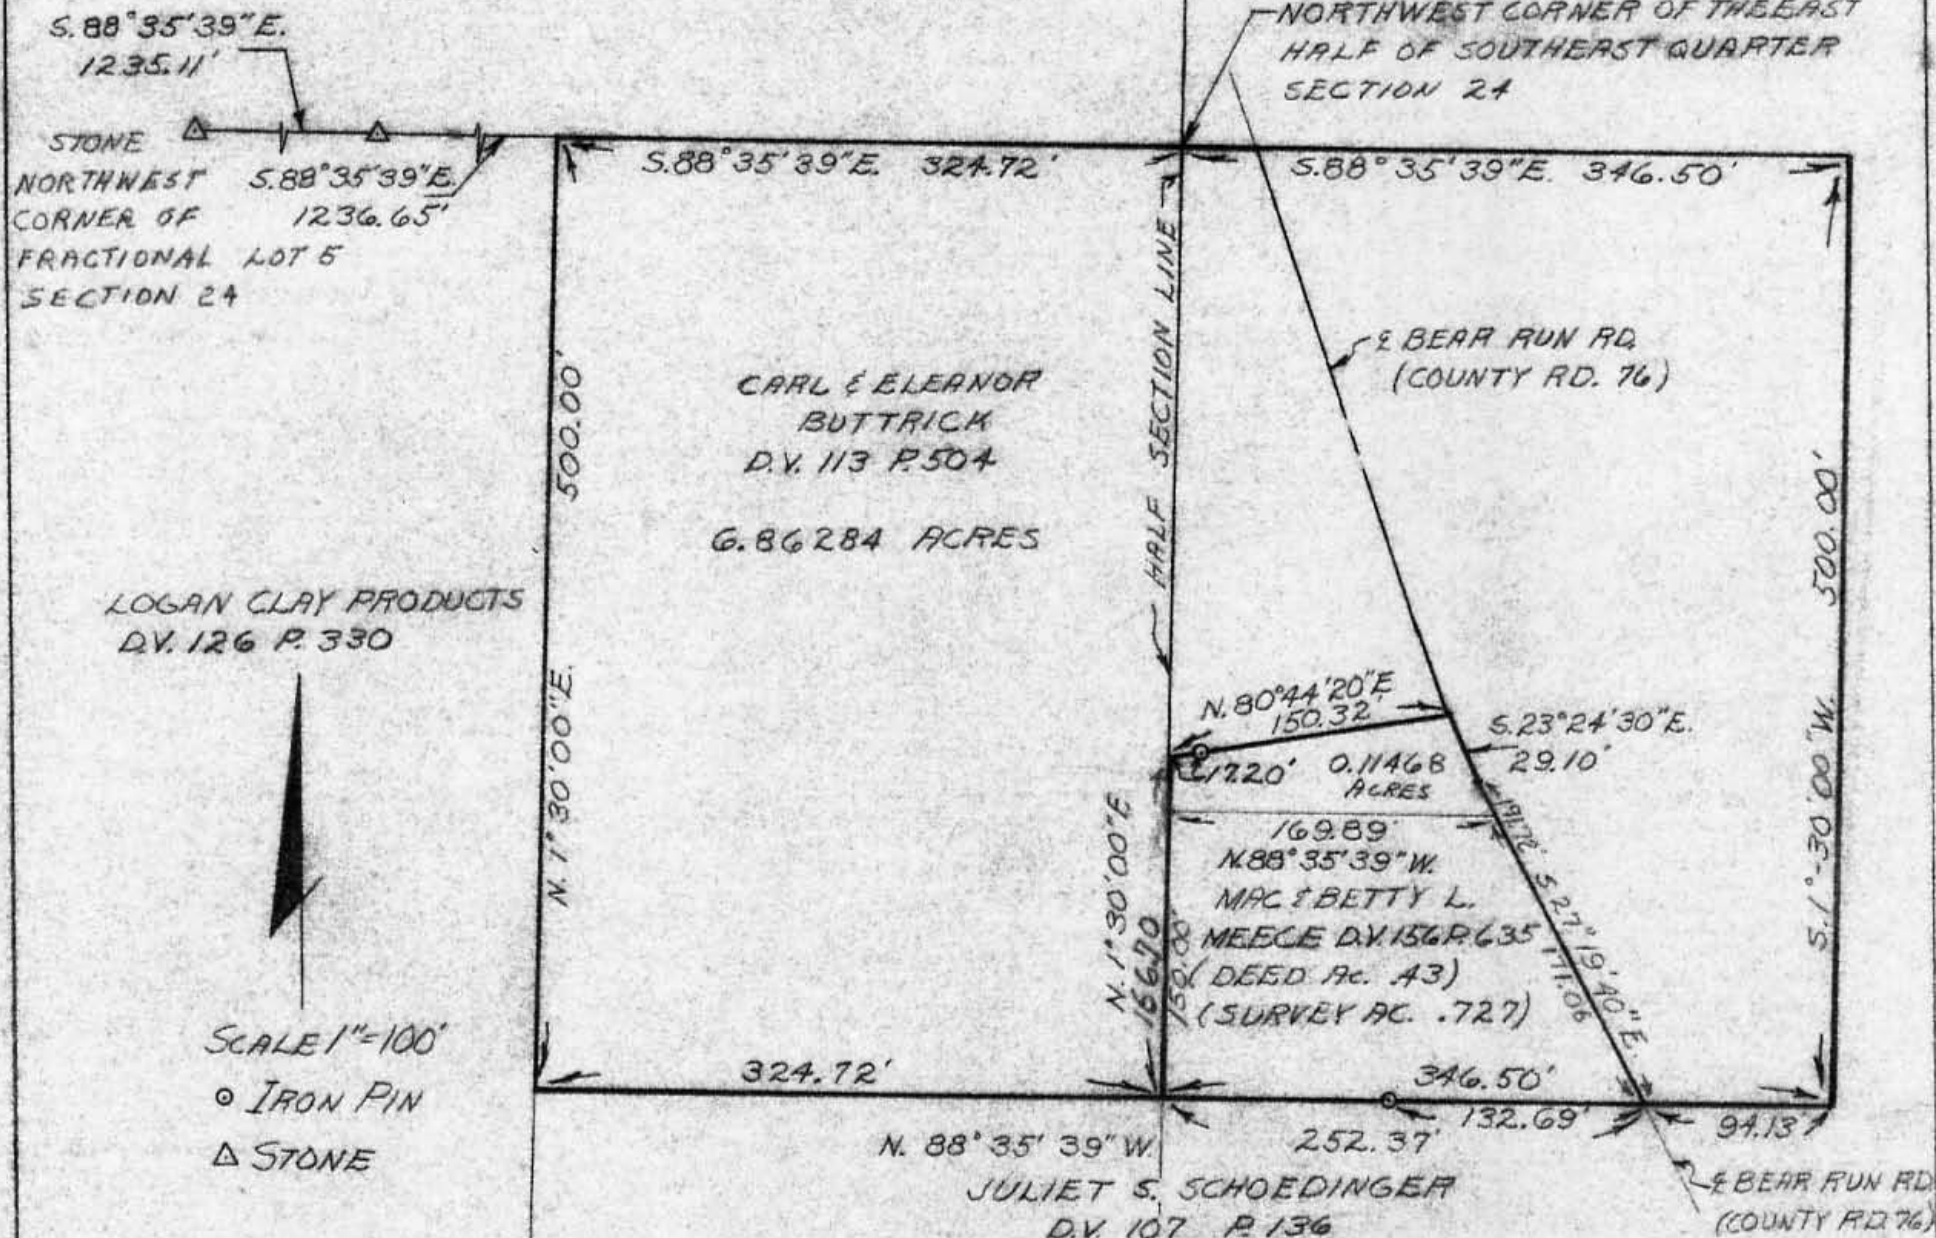 S. 88°35'39"E.
1235.11'
STONE
NORTHWEST
CORNER OF
FRACTIONAL LOT 5
SECTION 24
S.88°35'39"E.
1236.65'
NORTHWEST CORNER OF THE EAST
HALF OF SOUTHEAST QUARTER
SECTION 24
S.88°35'39"E. 324.72'
S.88°35'39"E. 346.50'
HALF SECTION LINE
℄ BEAR RUN RD.
(COUNTY RD. 76)
500.00'
N. 1°30'00"E.
CARL & ELEANOR
BUTTRICK
D.V. 113 P.504
6.86284 ACRES
500.00'
S.1°-30'00"W.
LOGAN CLAY PRODUCTS
D.V. 126 P. 330
N. 80°44'20"E.
150.32'
S.23°24'30"E.
29.10'
17.20'
0.11468
ACRES
169.89'
N.88°35'39"W.
MAC & BETTY L.
MEECE D.V.156 P.635
(DEED AC. .43)
(SURVEY AC. .727)
N. 1°30'00"E.
150.00'
S.27°19'40"E.
171.06
SCALE 1"=100'
IRON PIN
STONE
324.72'
346.50'
132.69'
252.37'
94.13'
N. 88°35'39"W.
JULIET S. SCHOEDINGER
D.V. 107 P. 136
℄ BEAR RUN RD.
(COUNTY RD.76)